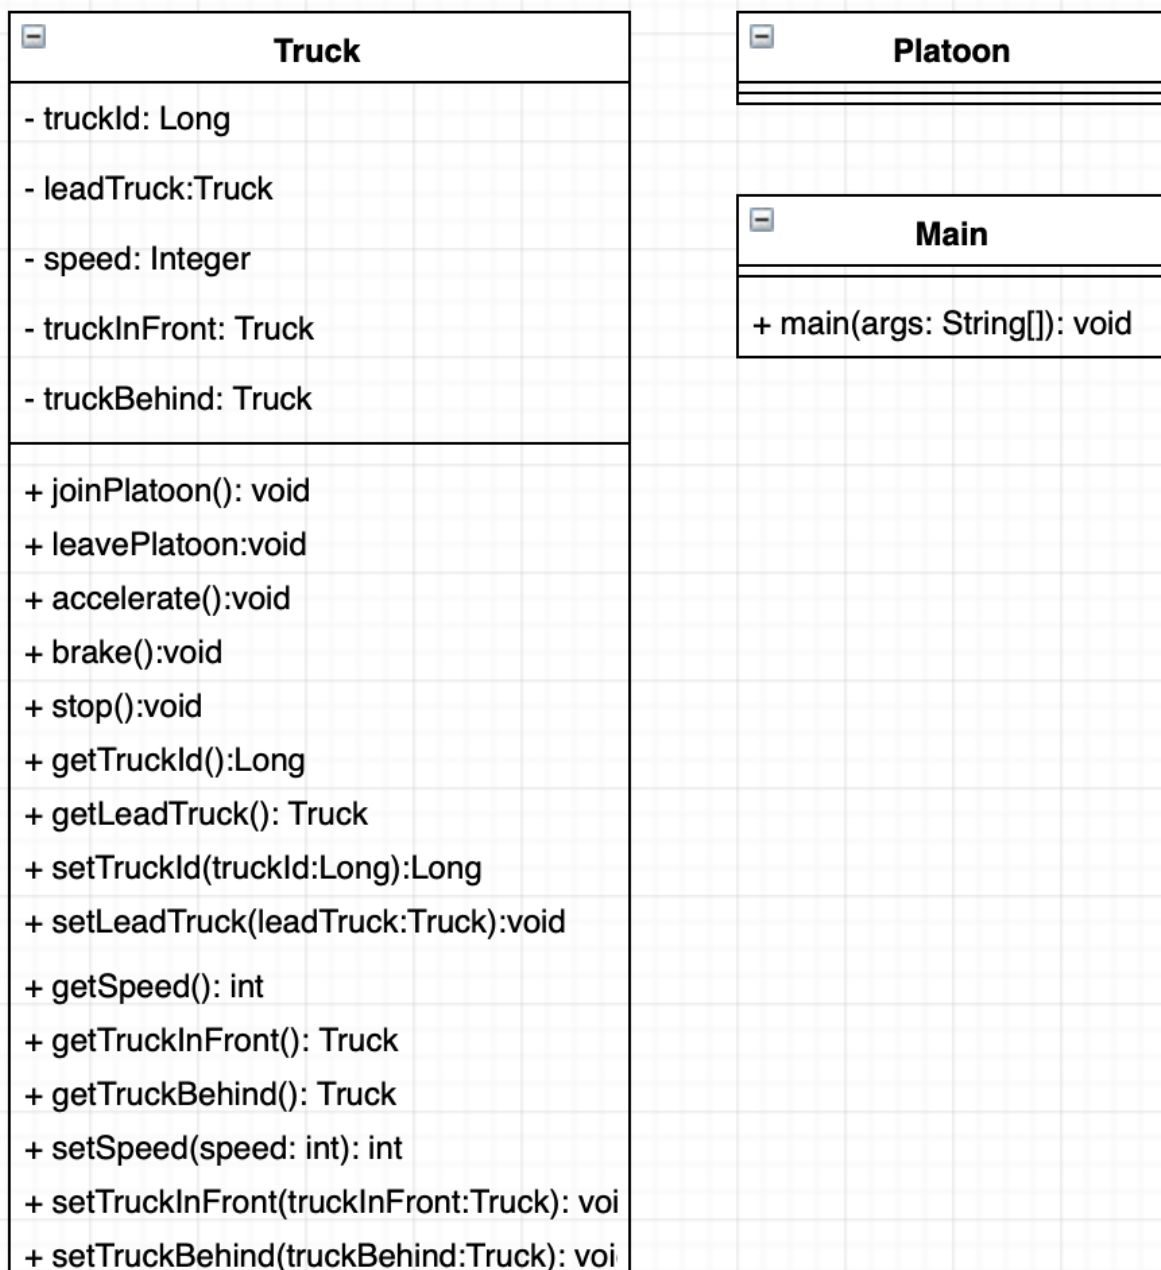 Truck
- truckId: Long
- leadTruck:Truck
- speed: Integer
- truckInFront: Truck
- truckBehind: Truck
+ joinPlatoon(): void
+ leavePlatoon:void
+ accelerate():void
+ brake():void
+ stop():void
+ getTruckId():Long
+ getLeadTruck(): Truck
+ setTruckId(truckId:Long):Long
+ setLeadTruck(leadTruck:Truck):void
+ getSpeed(): int
+ getTruckInFront(): Truck
+ getTruckBehind(): Truck
+ setSpeed(speed: int): int
+ setTruckInFront(truckInFront:Truck): voi
+ setTruckBehind(truckBehind:Truck): voi
Platoon
Main
+ main(args: String[]): void